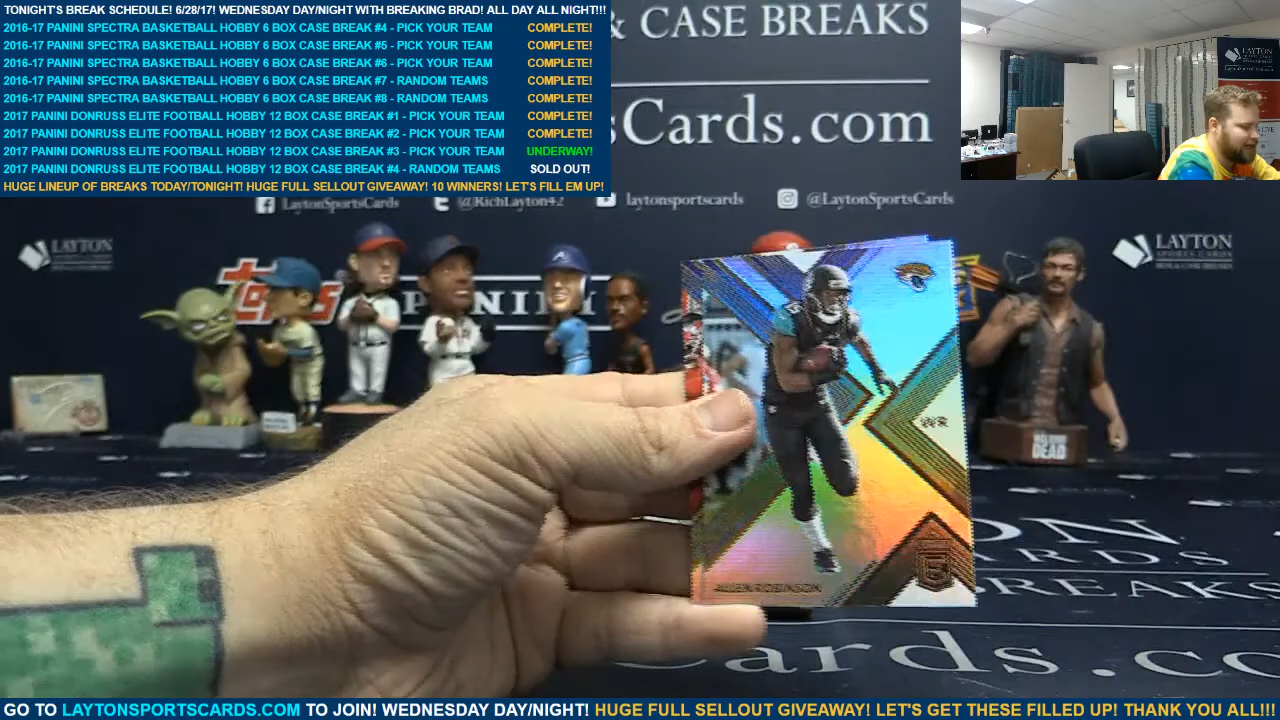 TONIGHT'S BREAK SCHEDULE! 6/28/17! WEDNESDAY DAY/NIGHT WITH BREAKING BRAD! ALL DAY ALL NIGHT!!!
2016-17 PANINI SPECTRA BASKETBALL HOBBY 6 BOX CASE BREAK #4 - PICK YOUR TEAM COMPLETE!
2016-17 PANINI SPECTRA BASKETBALL HOBBY 6 BOX CASE BREAK #5 - PICK YOUR TEAM COMPLETE!
2016-17 PANINI SPECTRA BASKETBALL HOBBY 6 BOX CASE BREAK #6 - PICK YOUR TEAM COMPLETE!
2016-17 PANINI SPECTRA BASKETBALL HOBBY 6 BOX CASE BREAK #7 - RANDOM TEAMS COMPLETE!
2016-17 PANINI SPECTRA BASKETBALL HOBBY 6 BOX CASE BREAK #8 - RANDOM TEAMS COMPLETE!
2017 PANINI DONRUSS ELITE FOOTBALL HOBBY 12 BOX CASE BREAK #1 - PICK YOUR TEAM COMPLETE!
2017 PANINI DONRUSS ELITE FOOTBALL HOBBY 12 BOX CASE BREAK #2 - PICK YOUR TEAM COMPLETE!
2017 PANINI DONRUSS ELITE FOOTBALL HOBBY 12 BOX CASE BREAK #3 - PICK YOUR TEAM UNDERWAY!
2017 PANINI DONRUSS ELITE FOOTBALL HOBBY 12 BOX CASE BREAK #4 - RANDOM TEAMS SOLD OUT!
HUGE LINEUP OF BREAKS TODAY/TONIGHT! HUGE FULL SELLOUT GIVEAWAY! 10 WINNERS! LET'S FILL EM UP!
& CASE BREAKS
sCards.com
/LaytonSportsCards @RichLayton42 laytonsportscards @LaytonSportsCards
LAYTON
LAYTON
SPORTS CARDS
topps
PANINI
WR
ALLEN ROBINSON
DEAD
ON
CARDS
BREAKS
Cards.co
GO TO LAYTONSPORTSCARDS.COM TO JOIN! WEDNESDAY DAY/NIGHT! HUGE FULL SELLOUT GIVEAWAY! LET'S GET THESE FILLED UP! THANK YOU ALL!!!